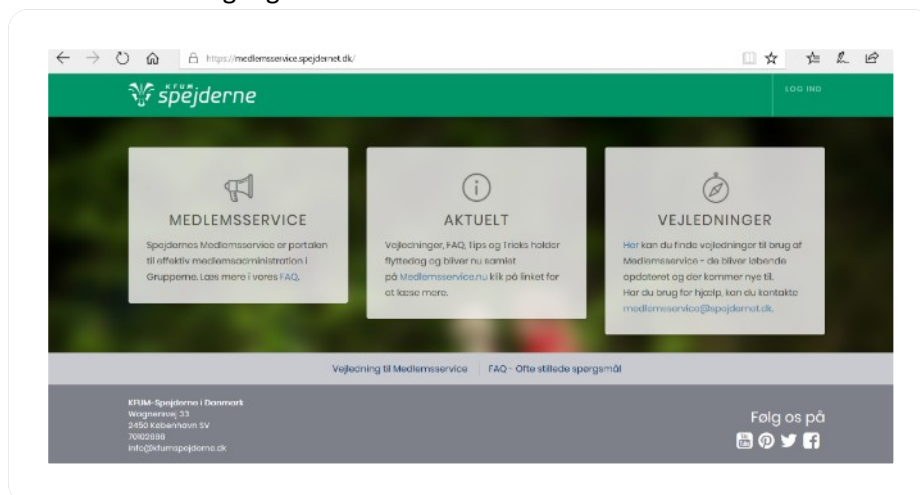 https://medlemsservice.spejdernet.dk/
KFUM
spejderne
LOG IND
MEDLEMSSERVICE
Spejdernes Medlemsservice er portalen
til effektiv medlemsadministration i
Grupperne. Læs mere i vores FAQ.
AKTUELT
Vejledninger, FAQ, Tips og Tricks holder
flyttedag og bliver nu samlet
på Medlemsservice.nu klik på linket for
at læse mere.
VEJLEDNINGER
Her kan du finde vejledninger til brug af
Medlemsservice - de bliver løbende
opdateret og der kommer nye til.
Har du brug for hjælp, kan du kontakte
medlemsservice@spejdernet.dk.
Vejledning til Medlemsservice
FAQ - Ofte stillede spørgsmål
KFUM-Spejderne i Danmark
Wagnersvej 33
2450 København SV
70102666
info@kfumspejderne.dk
Følg os på
You Tube